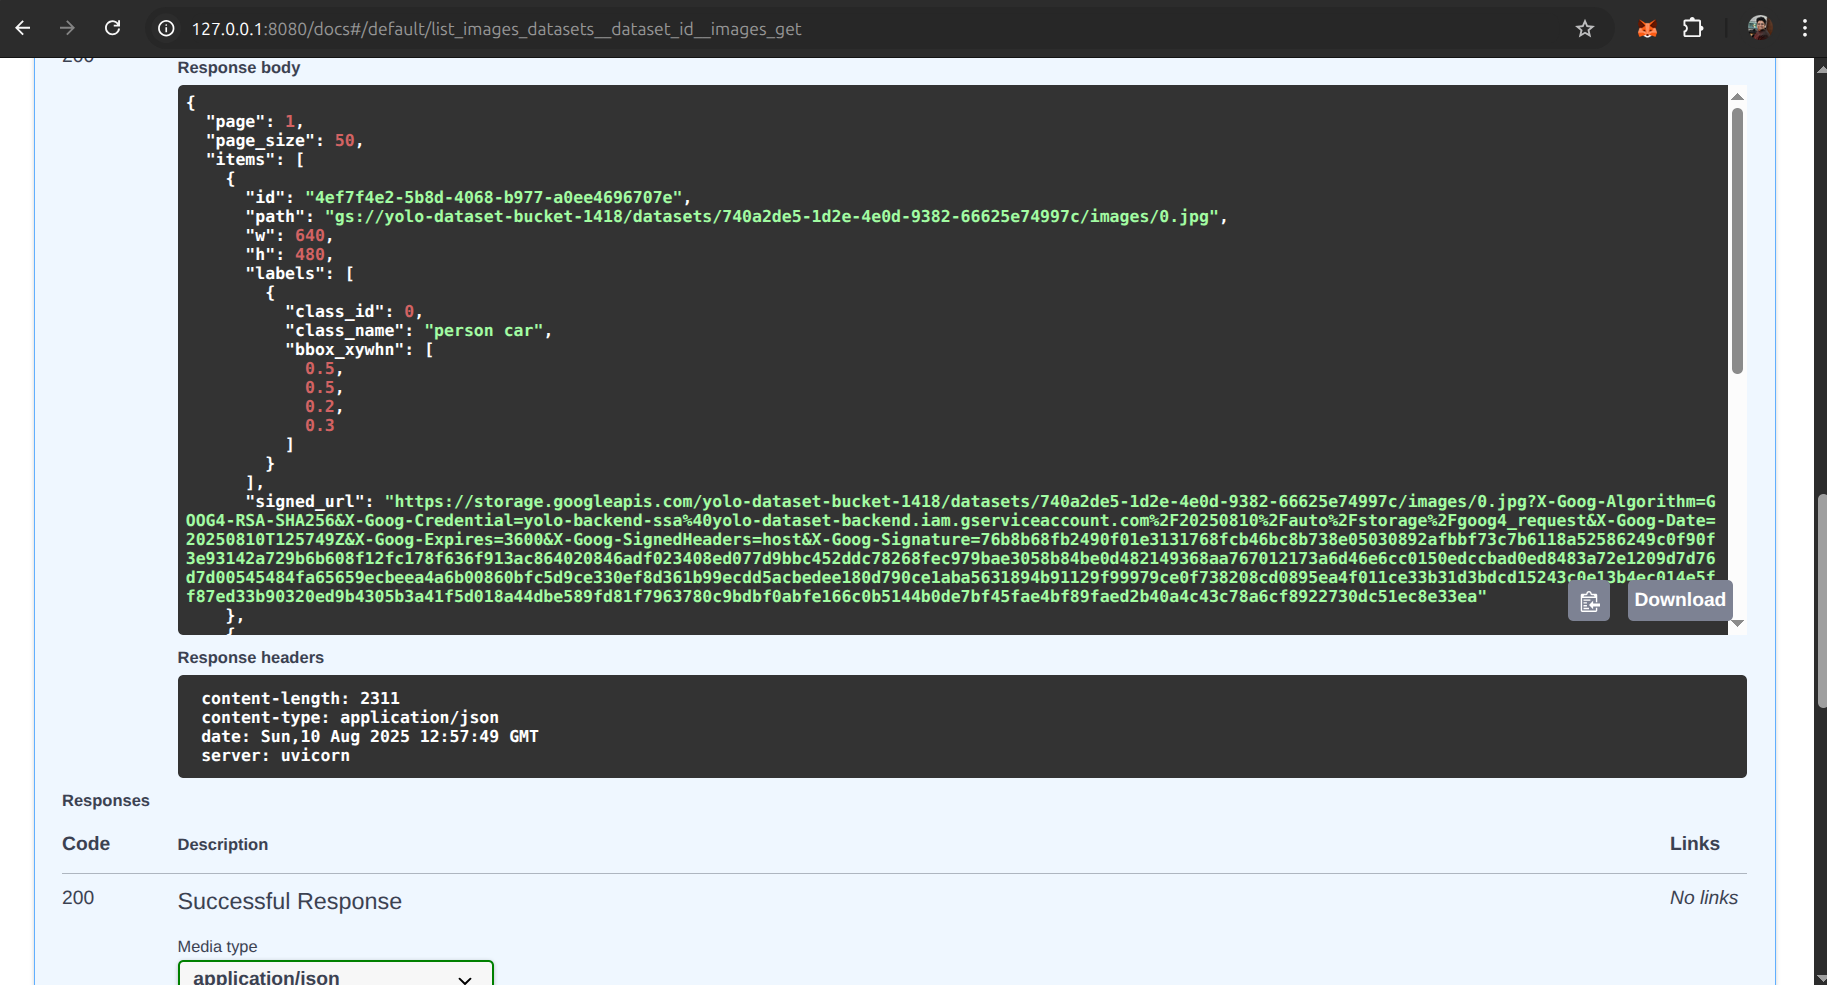 127.0.0.1:8080/docs#/default/list_images_datasets__dataset_id__images_get
200
Response body
{
"page": 1,
"page_size": 50,
"items": [
{
"id": "4ef7f4e2-5b8d-4068-b977-a0ee4696707e",
"path": "gs://yolo-dataset-bucket-1418/datasets/740a2de5-1d2e-4e0d-9382-66625e74997c/images/0.jpg",
"w": 640,
"h": 480,
"labels": [
{
"class_id": 0,
"class_name": "person car",
"bbox_xywhn": [
0.5,
0.5,
0.2,
0.3
]
}
],
"signed_url": "https://storage.googleapis.com/yolo-dataset-bucket-1418/datasets/740a2de5-1d2e-4e0d-9382-66625e74997c/images/0.jpg?X-Goog-Algorithm=G
OOG4-RSA-SHA256&X-Goog-Credential=yolo-backend-ssa%40yolo-dataset-backend.iam.gserviceaccount.com%2F20250810%2Fauto%2Fstorage%2Fgoog4_request&X-Goog-Date=
20250810T125749Z&X-Goog-Expires=3600&X-Goog-SignedHeaders=host&X-Goog-Signature=76b8b68fb2490f01e3131768fcb46bc8b738e05030892afbbf73c7b6118a52586249c0f90f
3e93142a729b6b608f12fc178f636f913ac864020846adf023408ed077d9bbc452ddc78268fec979bae3058b84be0d482149368aa767012173a6d46e6cc0150edccbad0ed8483a72e1209d7d76
d7d00545484fa65659ecbeea4a6b00860bfc5d9ce330ef8d361b99ecdd5acbedee180d790ce1aba5631894b91129f99979ce0f738208cd0895ea4f011ce33b31d3bdcd15243c0e13b4ec014e5f
f87ed33b90320ed9b4305b3a41f5d018a44dbe589fd81f7963780c9bdbf0abfe166c0b5144b0de7bf45fae4bf89faed2b40a4c43c78a6cf8922730dc51ec8e33ea"
Download
},
{
Response headers
content-length: 2311
content-type: application/json
date: Sun,10 Aug 2025 12:57:49 GMT
server: uvicorn
Responses
Code Description Links
200 Successful Response No links
Media type
application/json